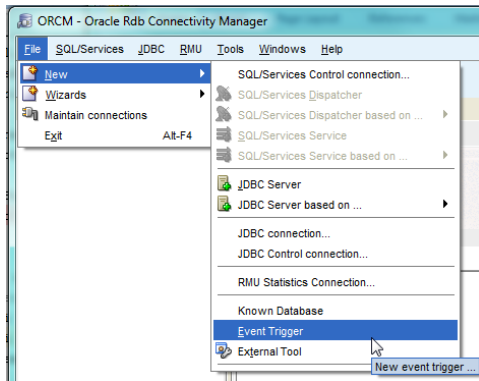 ORCM - Oracle Rdb Connectivity Manager
File SQL/Services JDBC RMU Tools Windows Help
New
Wizards
Maintain connections
Exit Alt-F4
SQL/Services Control connection...
SQL/Services Dispatcher
SQL/Services Dispatcher based on ...
SQL/Services Service
SQL/Services Service based on ...
JDBC Server
JDBC Server based on ...
JDBC connection...
JDBC Control connection...
RMU Statistics Connection...
Known Database
Event Trigger
External Tool
New event trigger ...